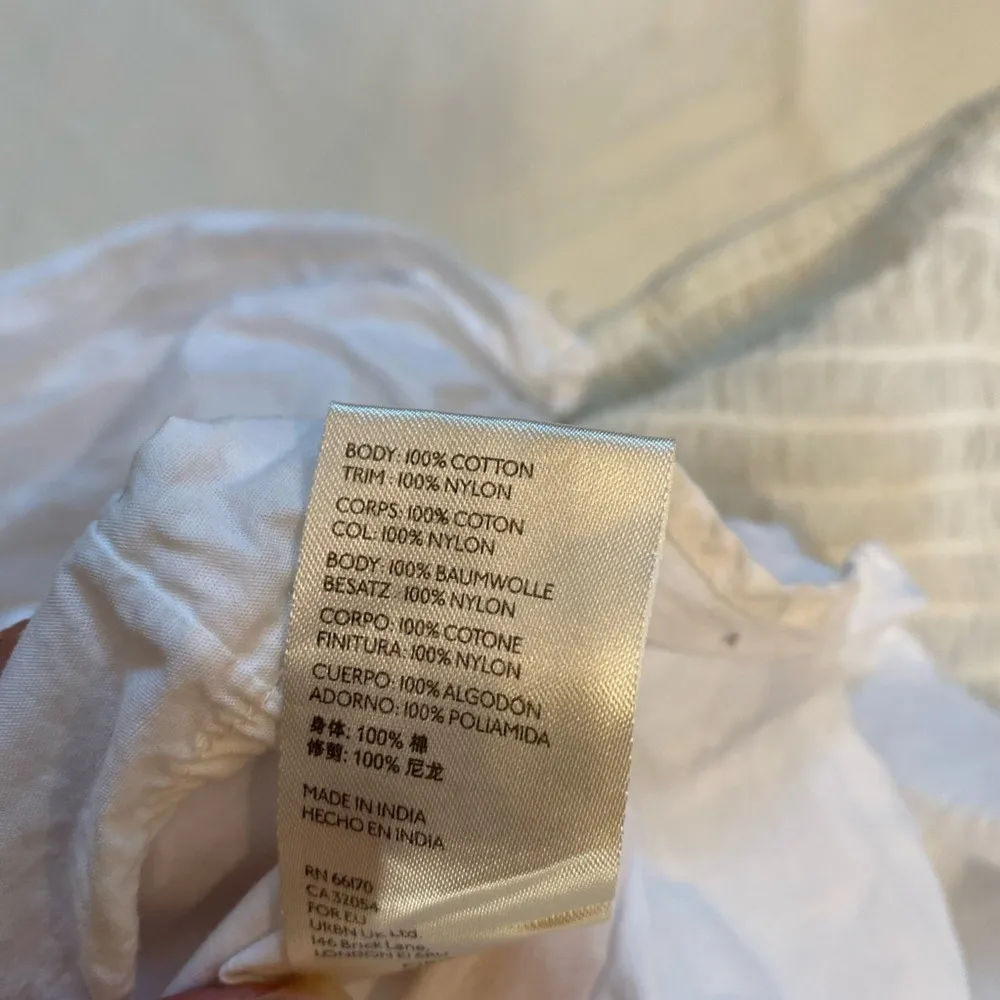 BODY: 100% COTTON
TRIM : 100% NYLON
CORPS: 100% COTON
COL: 100% NYLON
BODY: 100% BAUMWOLLE
BESATZ : 100% NYLON
CORPO: 100% COTONE
FINITURA: 100% NYLON
CUERPO: 100% ALGODÓN
ADORNO: 100% POLIAMIDA
身体: 100% 棉
修剪: 100% 尼龙
MADE IN INDIA
HECHO EN INDIA
RN 66170
CA 32054
FOR EU
URBN UK Ltd.
146 Brick Lane,
LONDON E1 6RU